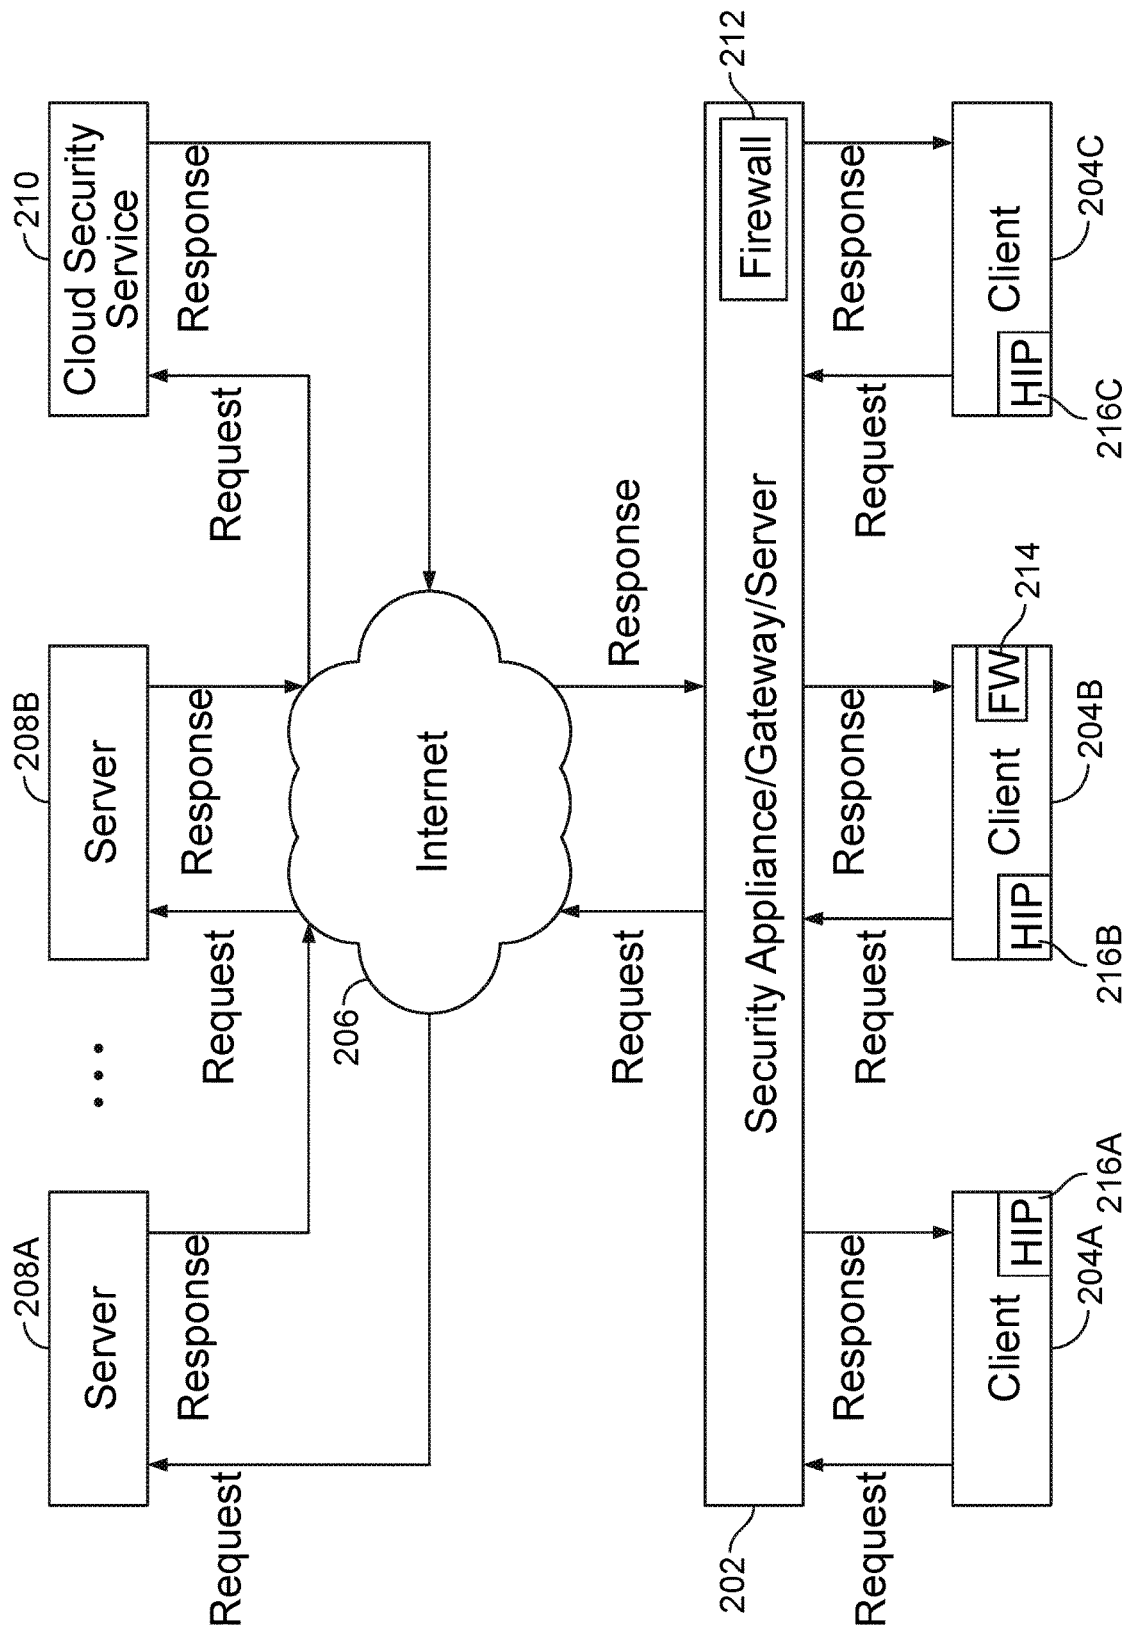 208A
Server
208B
Server
210
Cloud Security
Service
Request
Response
...
Request
Response
Request
Response
206
Internet
Request
Response
202
Security Appliance/Gateway/Server
Firewall
212
Request
Response
Request
Response
Request
Response
Client
HIP
204A
216A
HIP
Client
FW
216B
204B
214
HIP
Client
216C
204C